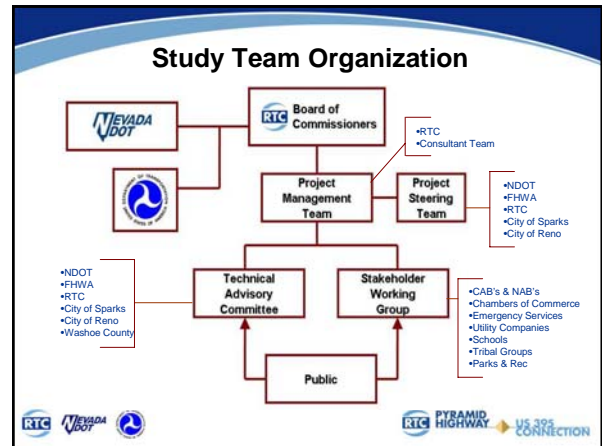 Study Team Organization
NEVADA
DOT
RTC
Board of
Commissioners
•RTC
•Consultant Team
Project
Management
Team
Project
Steering
Team
•NDOT
•FHWA
•RTC
•City of Sparks
•City of Reno
•NDOT
•FHWA
•RTC
•City of Sparks
•City of Reno
•Washoe County
Technical
Advisory
Committee
Stakeholder
Working
Group
•CAB's & NAB's
•Chambers of Commerce
•Emergency Services
•Utility Companies
•Schools
•Tribal Groups
•Parks & Rec
Public
RTC
NEVADA
DOT
RTC
PYRAMID
HIGHWAY
US 395
CONNECTION